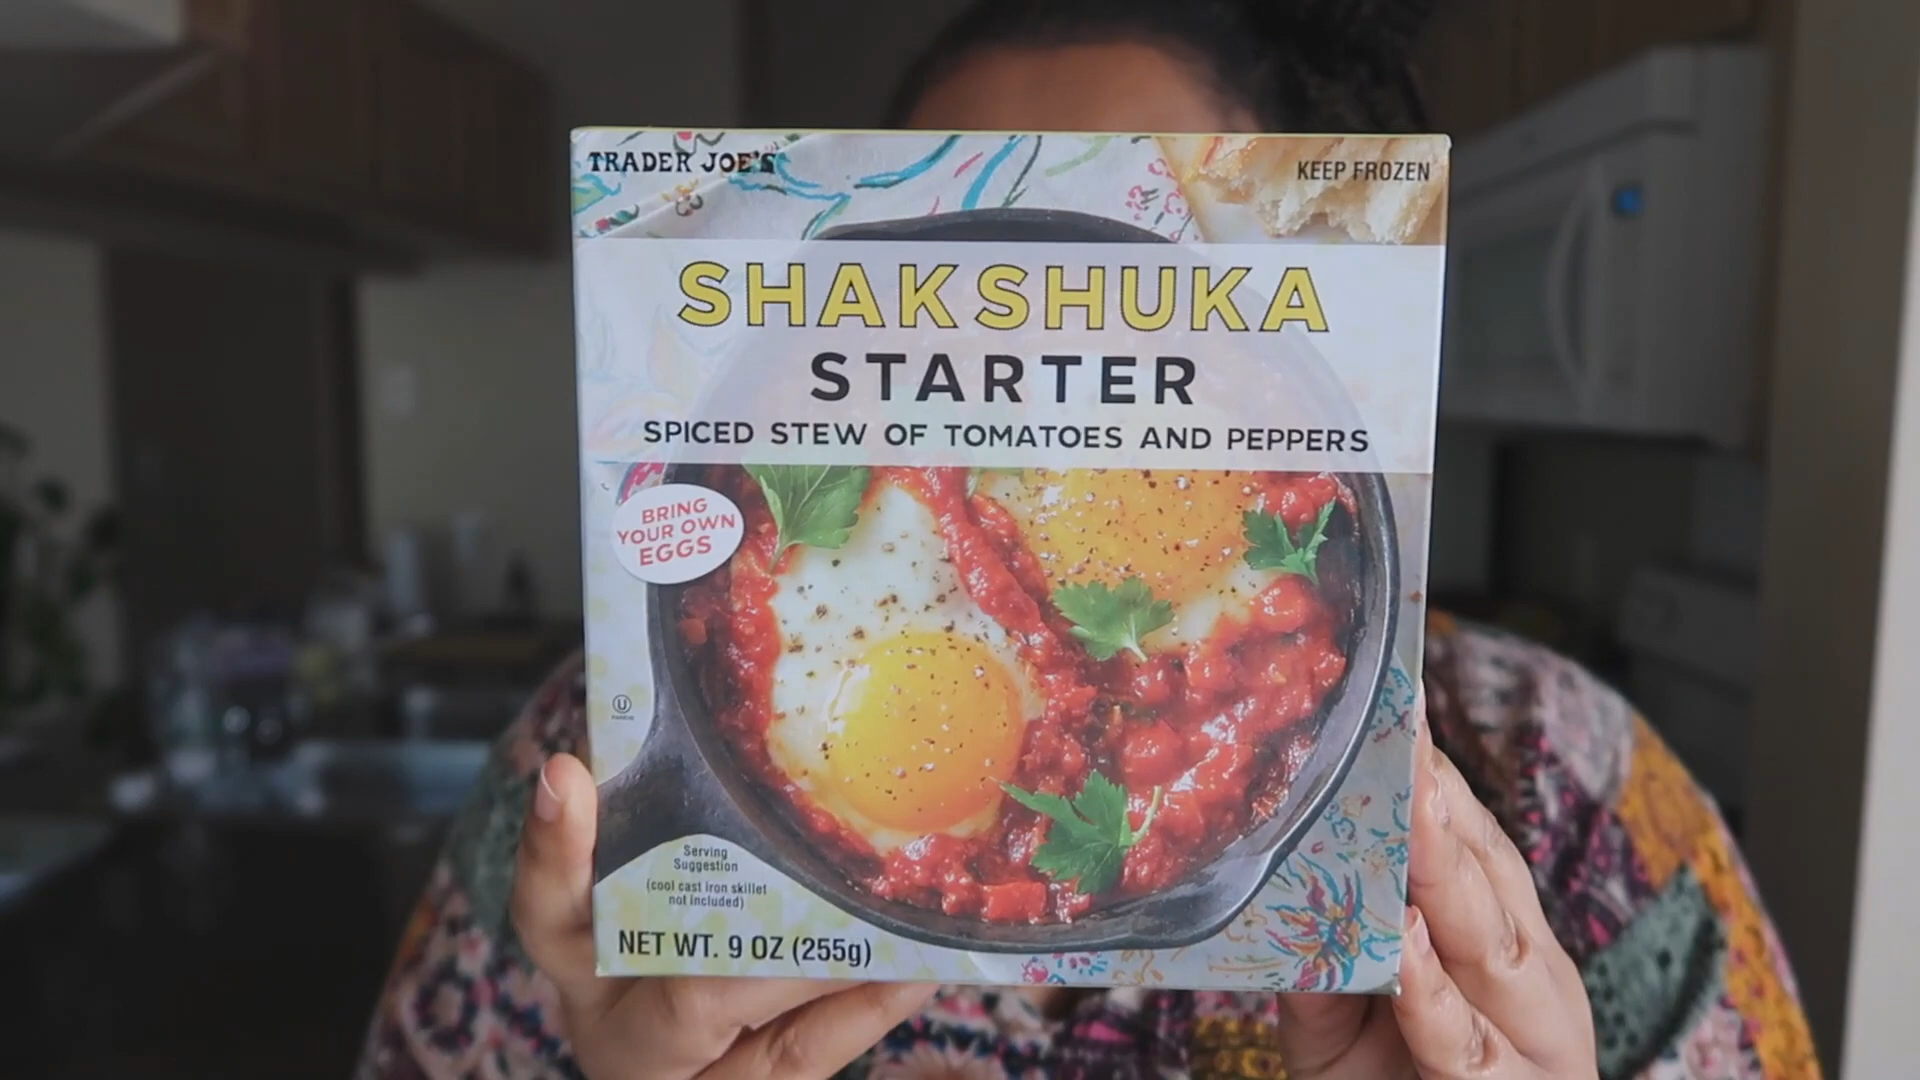 TRADER JOE'S
KEEP FROZEN
SHAKSHUKA
STARTER
SPICED STEW OF TOMATOES AND PEPPERS
BRING
YOUR OWN
EGGS
U
Serving
Suggestion
(cool cast iron skillet
not included)
NET WT. 9 OZ (255g)